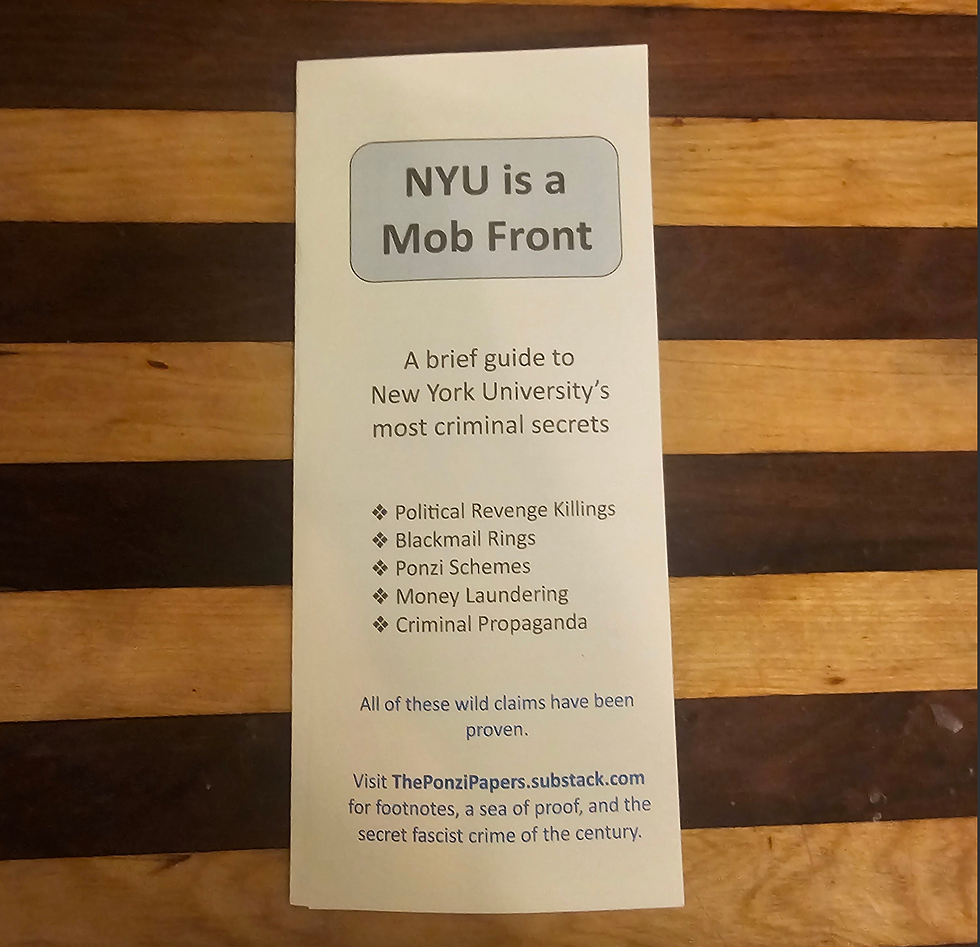 NYU is a
Mob Front
A brief guide to
New York University’s
most criminal secrets
❖ Political Revenge Killings
❖ Blackmail Rings
❖ Ponzi Schemes
❖ Money Laundering
❖ Criminal Propaganda
All of these wild claims have been
proven.
Visit ThePonziPapers.substack.com
for footnotes, a sea of proof, and the
secret fascist crime of the century.